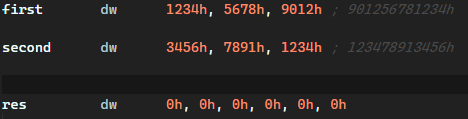 first dw 1234h, 5678h, 9012h ; 901256781234h
second dw 3456h, 7891h, 1234h ; 123478913456h
res dw 0h, 0h, 0h, 0h, 0h, 0h